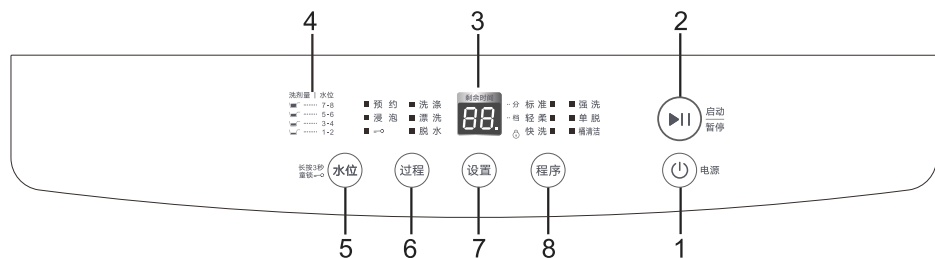 4
3
2
洗剂量 水位
7-8
5-6
3-4
1-2
预约
浸泡
洗涤
漂洗
脱水
剩余时间
88.
分
档
标准
轻柔
快洗
强洗
单脱
桶清洁
启动
暂停
长按3秒
童锁
水位
过程
设置
程序
电源
5
6
7
8
1